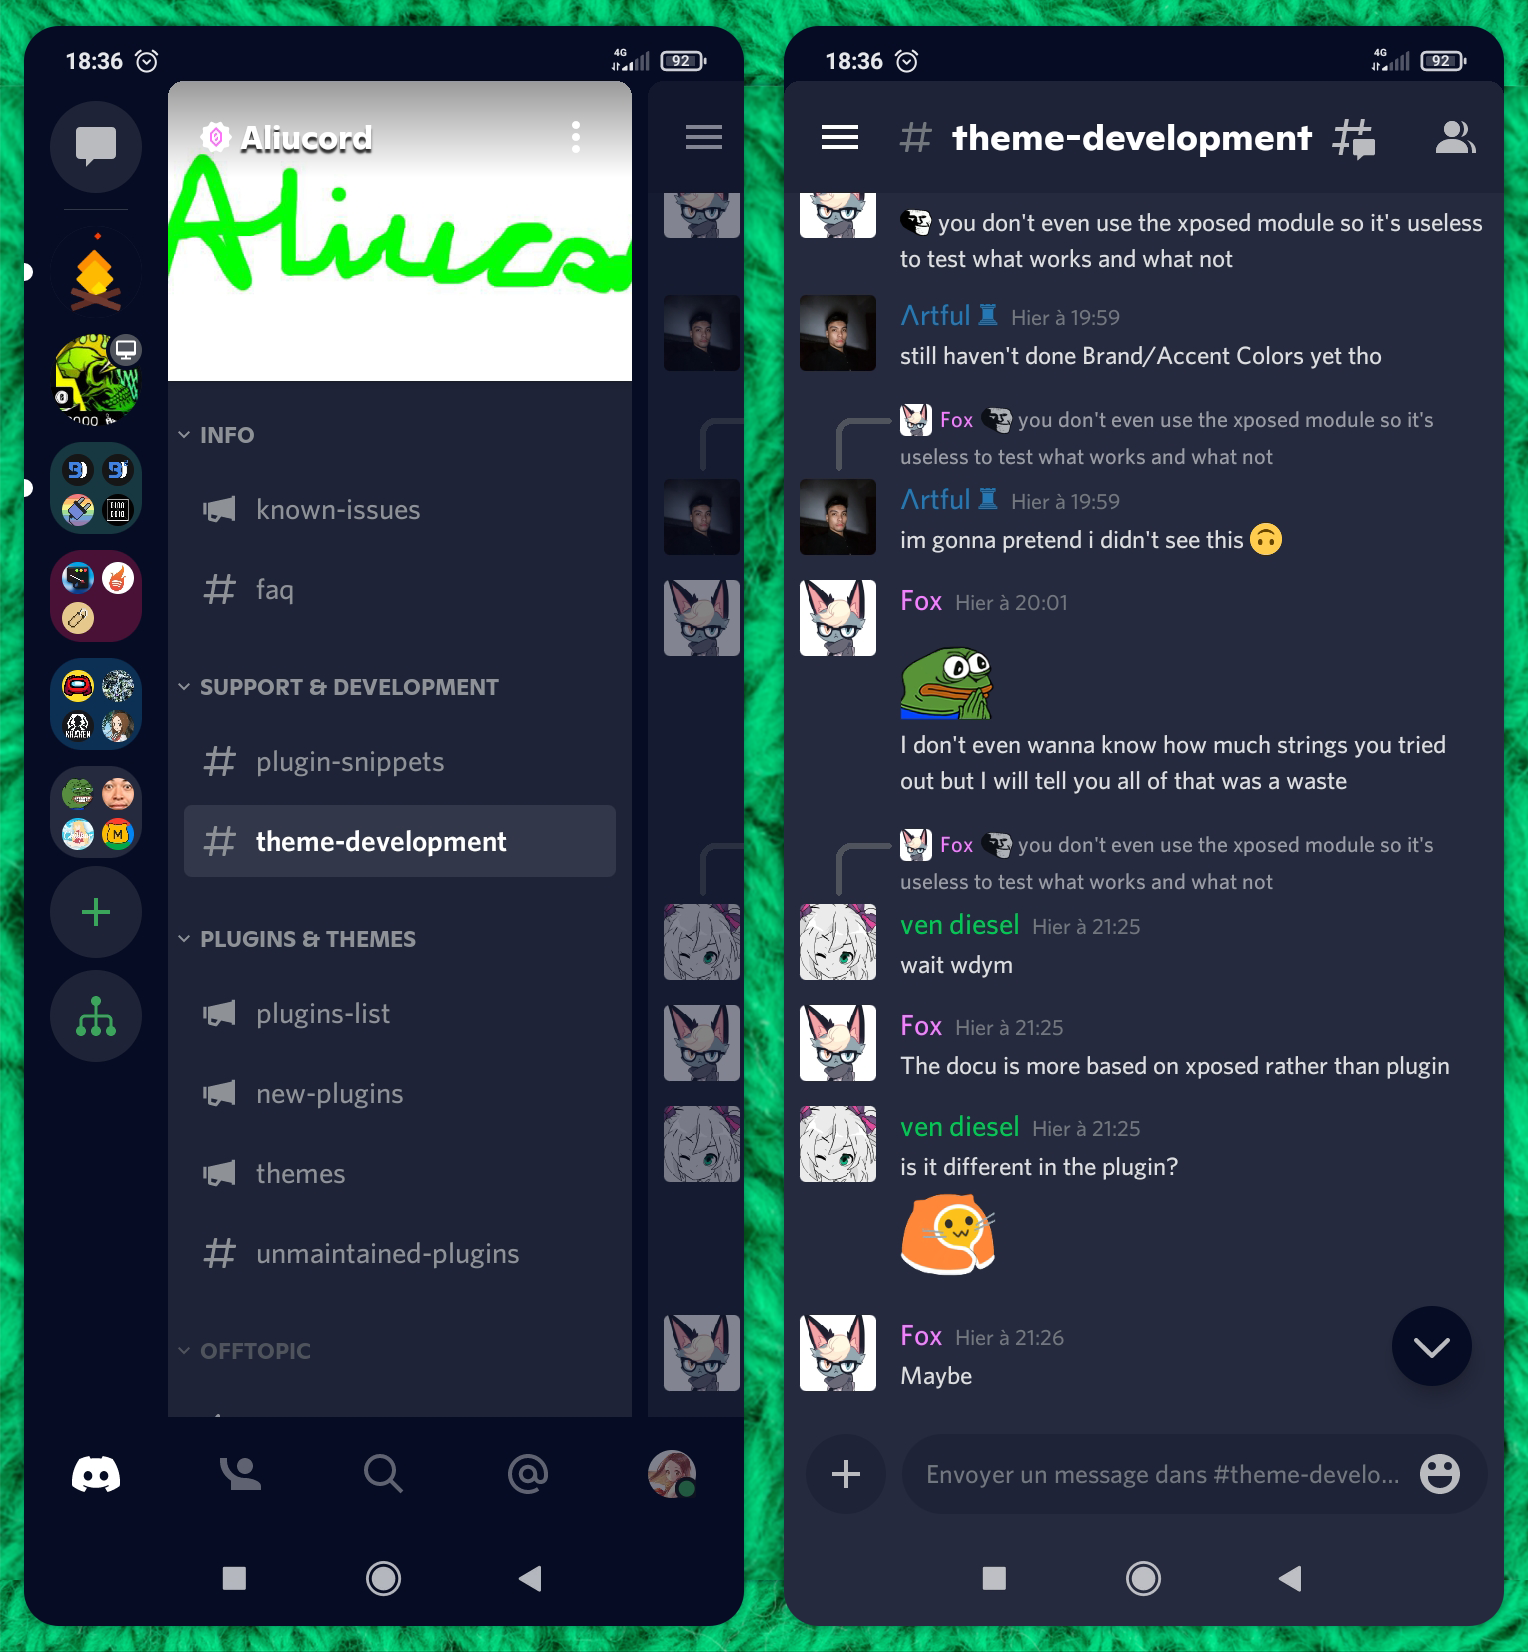 18:36
4G
92
Aliucord
Aliuco
INFO
known-issues
faq
SUPPORT & DEVELOPMENT
plugin-snippets
theme-development
PLUGINS & THEMES
plugins-list
new-plugins
themes
unmaintained-plugins
OFFTOPIC
KRAKEN
M
18:36
4G
92
theme-development
you don't even use the xposed module so it's useless
to test what works and what not
Λrtful Hier à 19:59
still haven't done Brand/Accent Colors yet tho
Fox you don't even use the xposed module so it's
useless to test what works and what not
Λrtful Hier à 19:59
im gonna pretend i didn't see this
Fox Hier à 20:01
I don't even wanna know how much strings you tried
out but I will tell you all of that was a waste
Fox you don't even use the xposed module so it's
useless to test what works and what not
ven diesel Hier à 21:25
wait wdym
Fox Hier à 21:25
The docu is more based on xposed rather than plugin
ven diesel Hier à 21:25
is it different in the plugin?
Fox Hier à 21:26
Maybe
Envoyer un message dans #theme-develo...